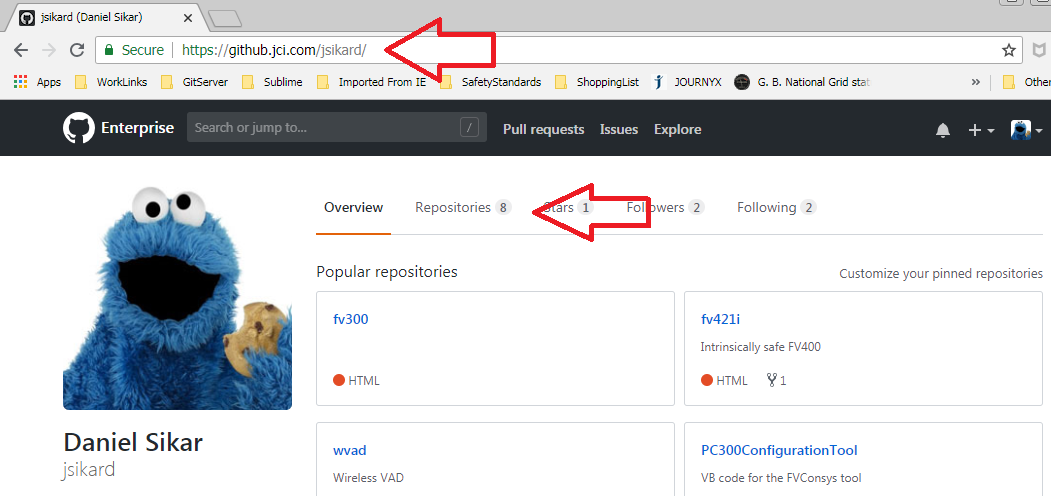 jsikard (Daniel Sikar)
Secure https://github.jci.com/jsikard/
Apps WorkLinks GitServer Sublime Imported From IE SafetyStandards ShoppingList JOURNYX G. B. National Grid stat » Other
Enterprise Search or jump to... / Pull requests Issues Explore
Overview Repositories 8 Stars 1 Followers 2 Following 2
Popular repositories Customize your pinned repositories
fv300 fv421i
Intrinsically safe FV400
HTML HTML 1
Daniel Sikar
wvad PC300ConfigurationTool
jsikard
Wireless VAD VB code for the FVConsys tool